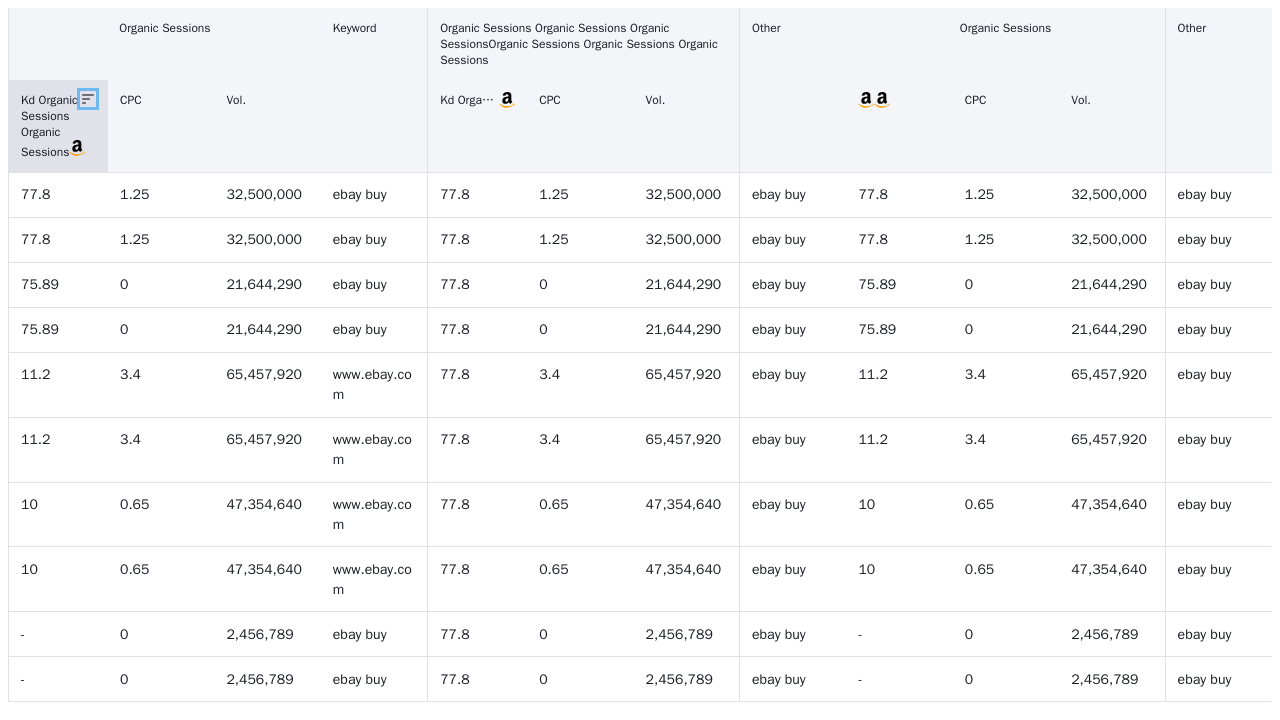 Organic Sessions Keyword Organic Sessions Organic Sessions Organic Other Organic Sessions Other
SessionsOrganic Sessions Organic Sessions Organic
Sessions
Kd Organic CPC Vol. Kd Orga··· a CPC Vol. a a CPC Vol.
Sessions
Organic
Sessions a
77.8 1.25 32,500,000 ebay buy 77.8 1.25 32,500,000 ebay buy 77.8 1.25 32,500,000 ebay buy
77.8 1.25 32,500,000 ebay buy 77.8 1.25 32,500,000 ebay buy 77.8 1.25 32,500,000 ebay buy
75.89 0 21,644,290 ebay buy 77.8 0 21,644,290 ebay buy 75.89 0 21,644,290 ebay buy
75.89 0 21,644,290 ebay buy 77.8 0 21,644,290 ebay buy 75.89 0 21,644,290 ebay buy
11.2 3.4 65,457,920 www.ebay.co 77.8 3.4 65,457,920 ebay buy 11.2 3.4 65,457,920 ebay buy
m
11.2 3.4 65,457,920 www.ebay.co 77.8 3.4 65,457,920 ebay buy 11.2 3.4 65,457,920 ebay buy
m
10 0.65 47,354,640 www.ebay.co 77.8 0.65 47,354,640 ebay buy 10 0.65 47,354,640 ebay buy
m
10 0.65 47,354,640 www.ebay.co 77.8 0.65 47,354,640 ebay buy 10 0.65 47,354,640 ebay buy
m
- 0 2,456,789 ebay buy 77.8 0 2,456,789 ebay buy - 0 2,456,789 ebay buy
- 0 2,456,789 ebay buy 77.8 0 2,456,789 ebay buy - 0 2,456,789 ebay buy